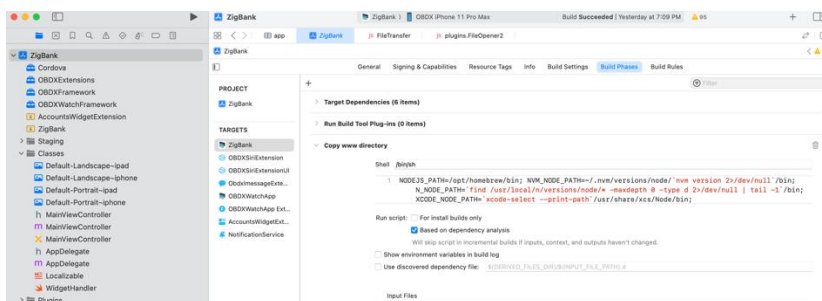 ZigBank
ZigBank
OBDX iPhone 11 Pro Max
Build Succeeded | Yesterday at 7:09 PM
95
app
ZigBank
FileTransfer
plugins.FileOpener2
ZigBank
ZigBank
Cordova
OBDXExtensions
OBDXFramework
OBDXWatchFramework
AccountsWidgetExtension
ZigBank
Staging
Classes
Default-Landscape~ipad
Default-Landscape~iphone
Default-Portrait~ipad
Default-Portrait~iphone
h MainViewController
m MainViewController
MainViewController
h AppDelegate
m AppDelegate
Localizable
WidgetHandler
Plugins
General Signing & Capabilities Resource Tags Info Build Settings Build Phases Build Rules
PROJECT
ZigBank
TARGETS
ZigBank
OBDXSiriExtension
OBDXSiriExtensionUI
ObdxImessageExte...
OBDXWatchApp
OBDXWatchApp Ext...
AccountsWidgetExt...
NotificationService
+
Filter
Target Dependencies (6 items)
Run Build Tool Plug-ins (0 items)
Copy www directory
Shell /bin/sh
1 NODEJS_PATH=/opt/homebrew/bin; NVM_NODE_PATH=~/.nvm/versions/node/`nvm version 2>/dev/null`/bin;
N_NODE_PATH=`find /usr/local/n/versions/node/* -maxdepth 0 -type d 2>/dev/null | tail -1`/bin;
XCODE_NODE_PATH=`xcode-select --print-path`/usr/share/xcs/Node/bin;
Run script: For install builds only
Based on dependency analysis
Will skip script in incremental builds if inputs, context, and outputs haven't changed.
Show environment variables in build log
Use discovered dependency file: $(DERIVED_FILES_DIR)/$(INPUT_FILE_PATH).d
Input Files